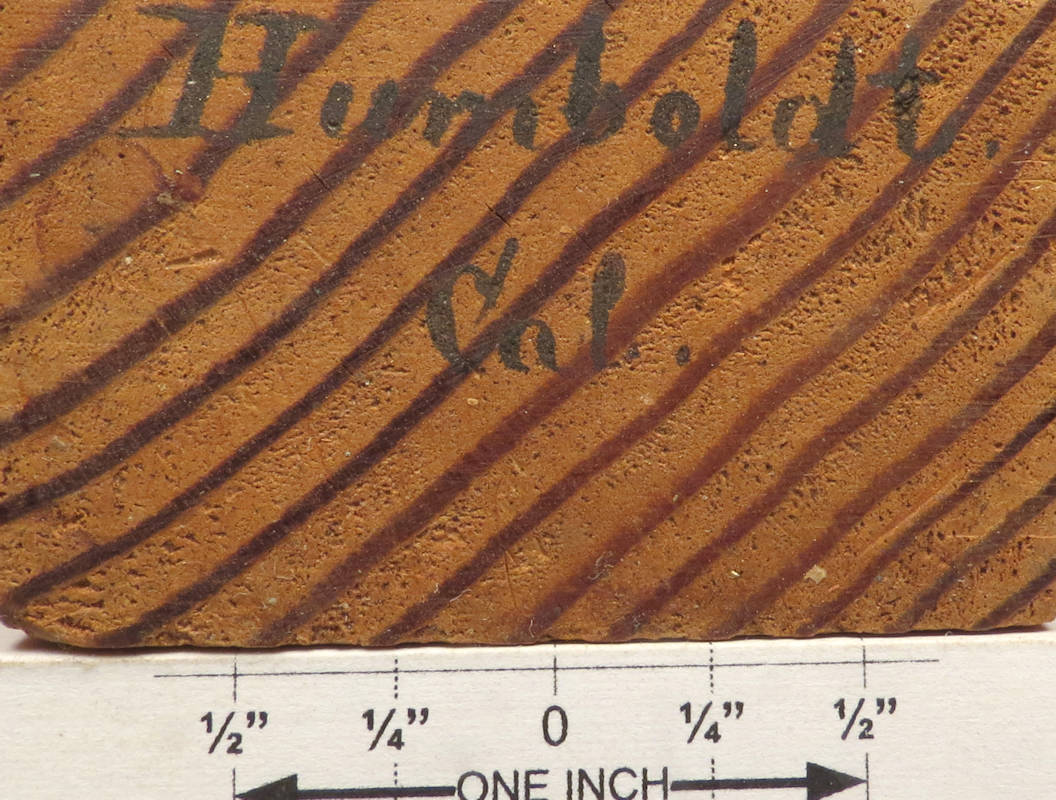 Humboldt.
Cal..
½” ¼” 0 ¼” ½”
ONE INCH